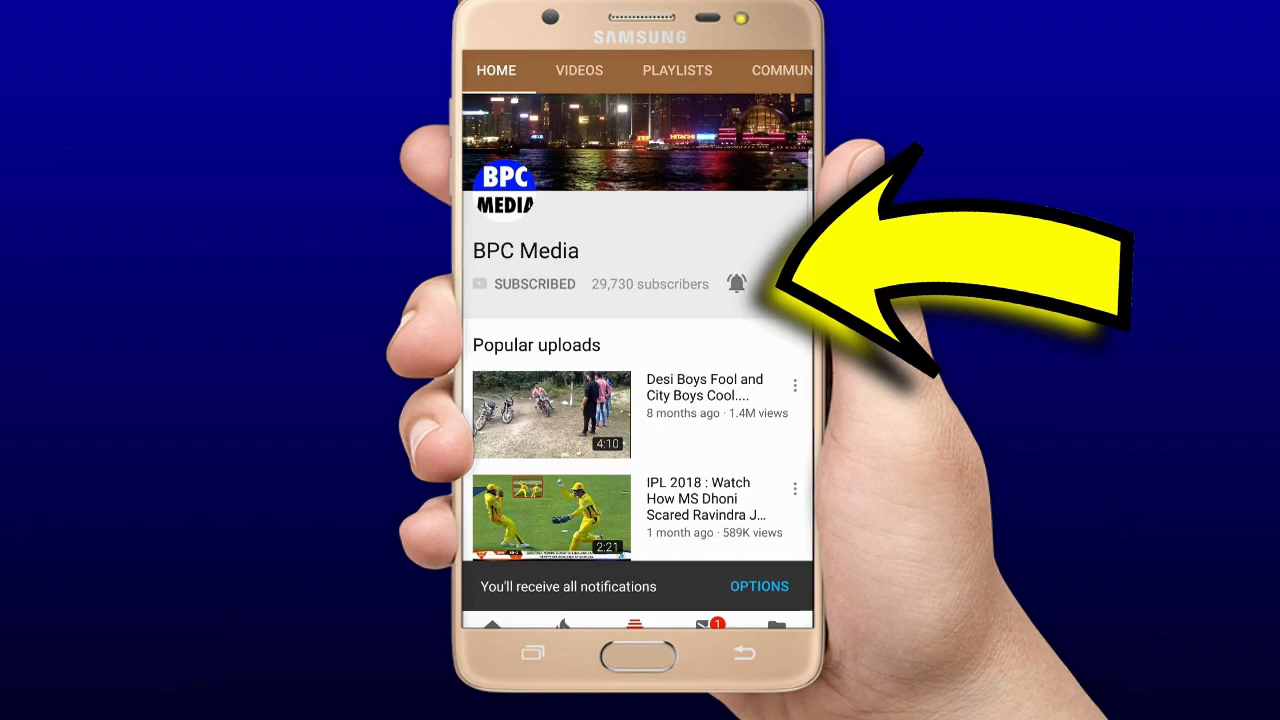 SAMSUNG
HOME VIDEOS PLAYLISTS COMMUN
HITACHI
BPC
MEDIA
BPC Media
SUBSCRIBED 29,730 subscribers
Popular uploads
Desi Boys Fool and
City Boys Cool....
8 months ago · 1.4M views
4:10
IPL 2018 : Watch
How MS Dhoni
Scared Ravindra J...
1 month ago · 589K views
2:21
You'll receive all notifications OPTIONS
1